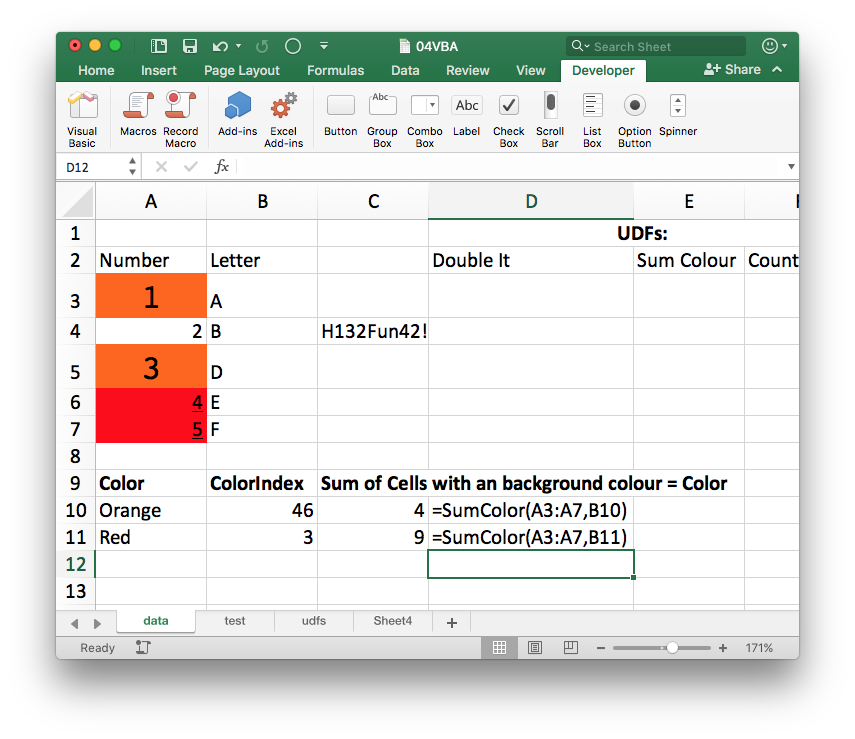 04VBA
Search Sheet
Home Insert Page Layout Formulas Data Review View Developer Share
Abc Abc
Visual Basic Macros Record Macro Add-ins Excel Add-ins Button Group Box Combo Box Label Check Box Scroll Bar List Box Option Button Spinner
D12 fx
A B C D E
1 UDFs:
2 Number Letter Double It Sum Colour Count
3 1 A
4 2 B H132Fun42!
5 3 D
6 4 E
7 5 F
8
9 Color ColorIndex Sum of Cells with an background colour = Color
10 Orange 46 4 =SumColor(A3:A7,B10)
11 Red 3 9 =SumColor(A3:A7,B11)
12
13
data test udfs Sheet4 +
Ready 171%